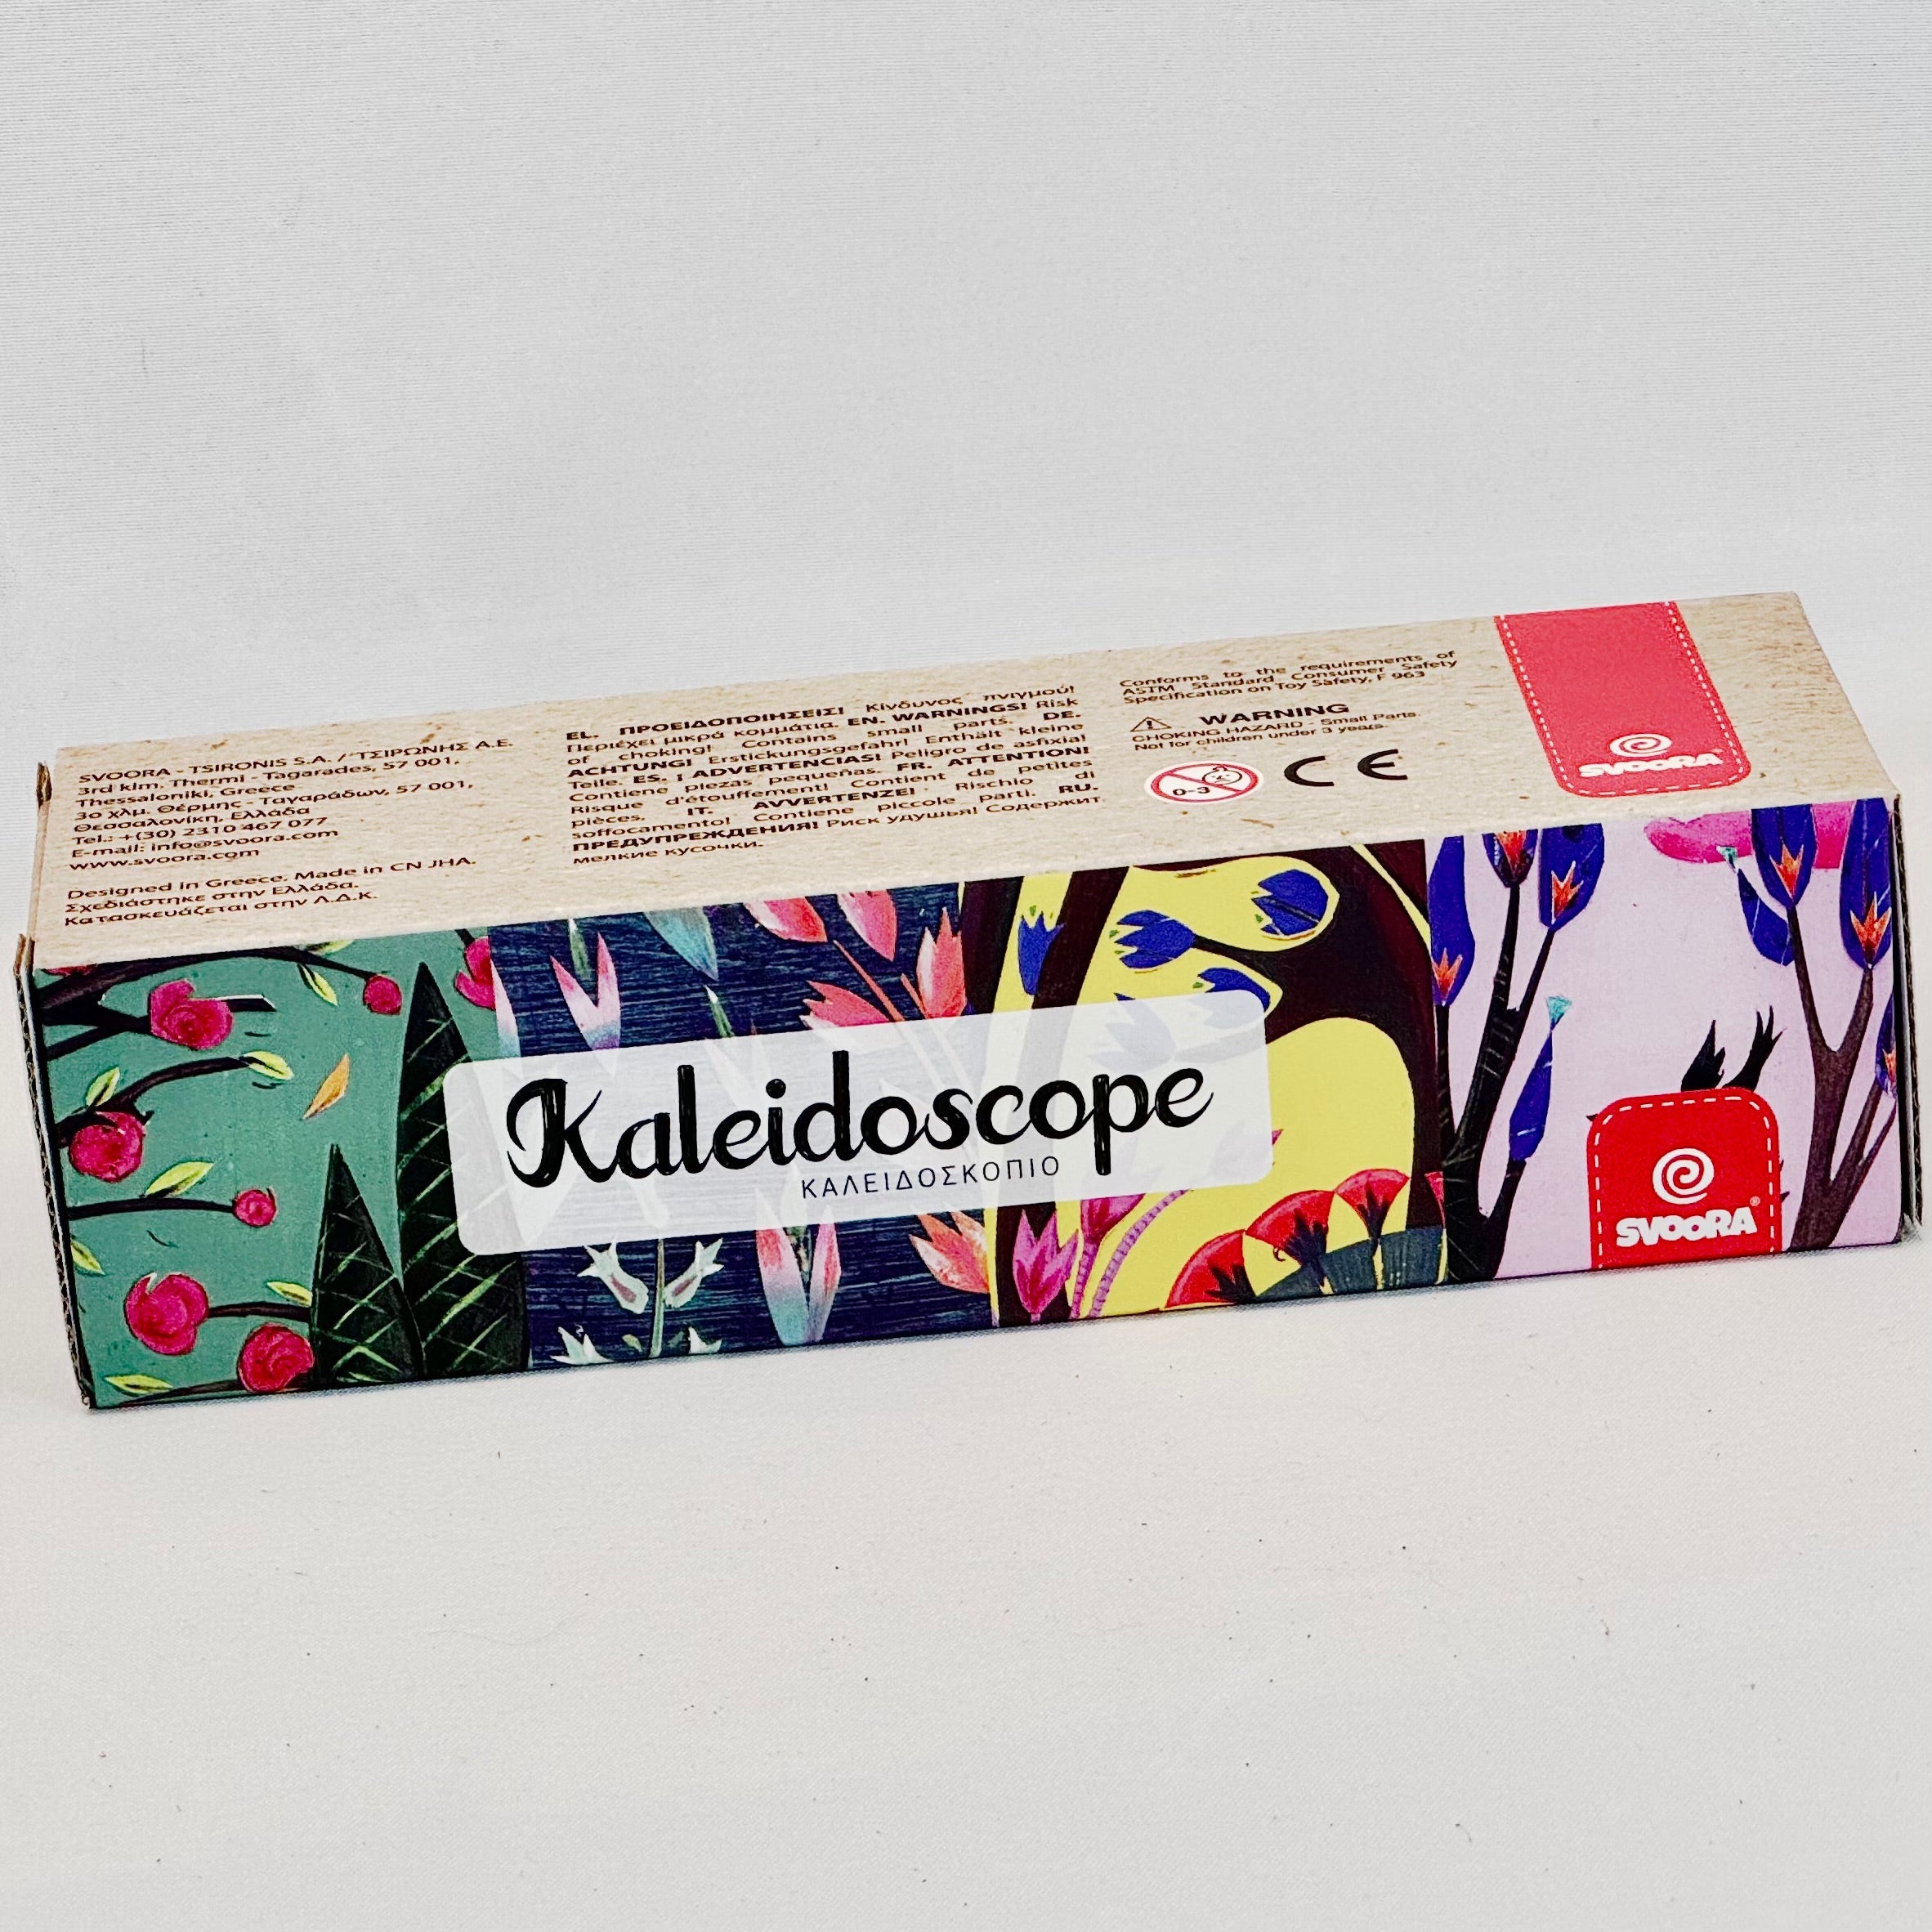 SVOORA - TSIRONIS S.A. / ΤΣΙΡΩΝΗΣ Α.Ε.
3rd klm. Thermi - Tagarades, 57 001,
Thessaloniki, Greece
3ο χλμ. Θέρμης - Ταγαράδων, 57 001,
Θεσσαλονίκη, Ελλάδα
Tel.: +(30) 2310 467 077
E-mail: info@svoora.com
www.svoora.com
Designed in Greece. Made in CN JHA.
Σχεδιάστηκε στην Ελλάδα.
Κατασκευάζεται στην Λ.Δ.Κ.
EL. ΠΡΟΕΙΔΟΠΟΙΗΣΕΙΣ! Κίνδυνος πνιγμού!
Περιέχει μικρά κομμάτια. EN. WARNINGS! Risk
of choking! Contains small parts. DE.
ACHTUNG! Erstickungsgefahr! Enthält kleine
Teile. ES. ¡ ADVERTENCIAS! Peligro de asfixia!
Contiene piezas pequeñas. FR. ATTENTION!
Risque d'étouffement! Contient de petites
pièces. IT. AVVERTENZE! Rischio di
soffocamento! Contiene piccole parti. RU.
ПРЕДУПРЕЖДЕНИЯ! Риск удушья! Содержит
мелкие кусочки.
Conforms to the requirements of
ASTM Standard Consumer Safety
Specification on Toy Safety, F 963
WARNING
CHOKING HAZARD - Small Parts.
Not for children under 3 years.
0-3
CE
SVOORA
Kaleidoscope
ΚΑΛΕΙΔΟΣΚΟΠΙΟ
SVOORA®